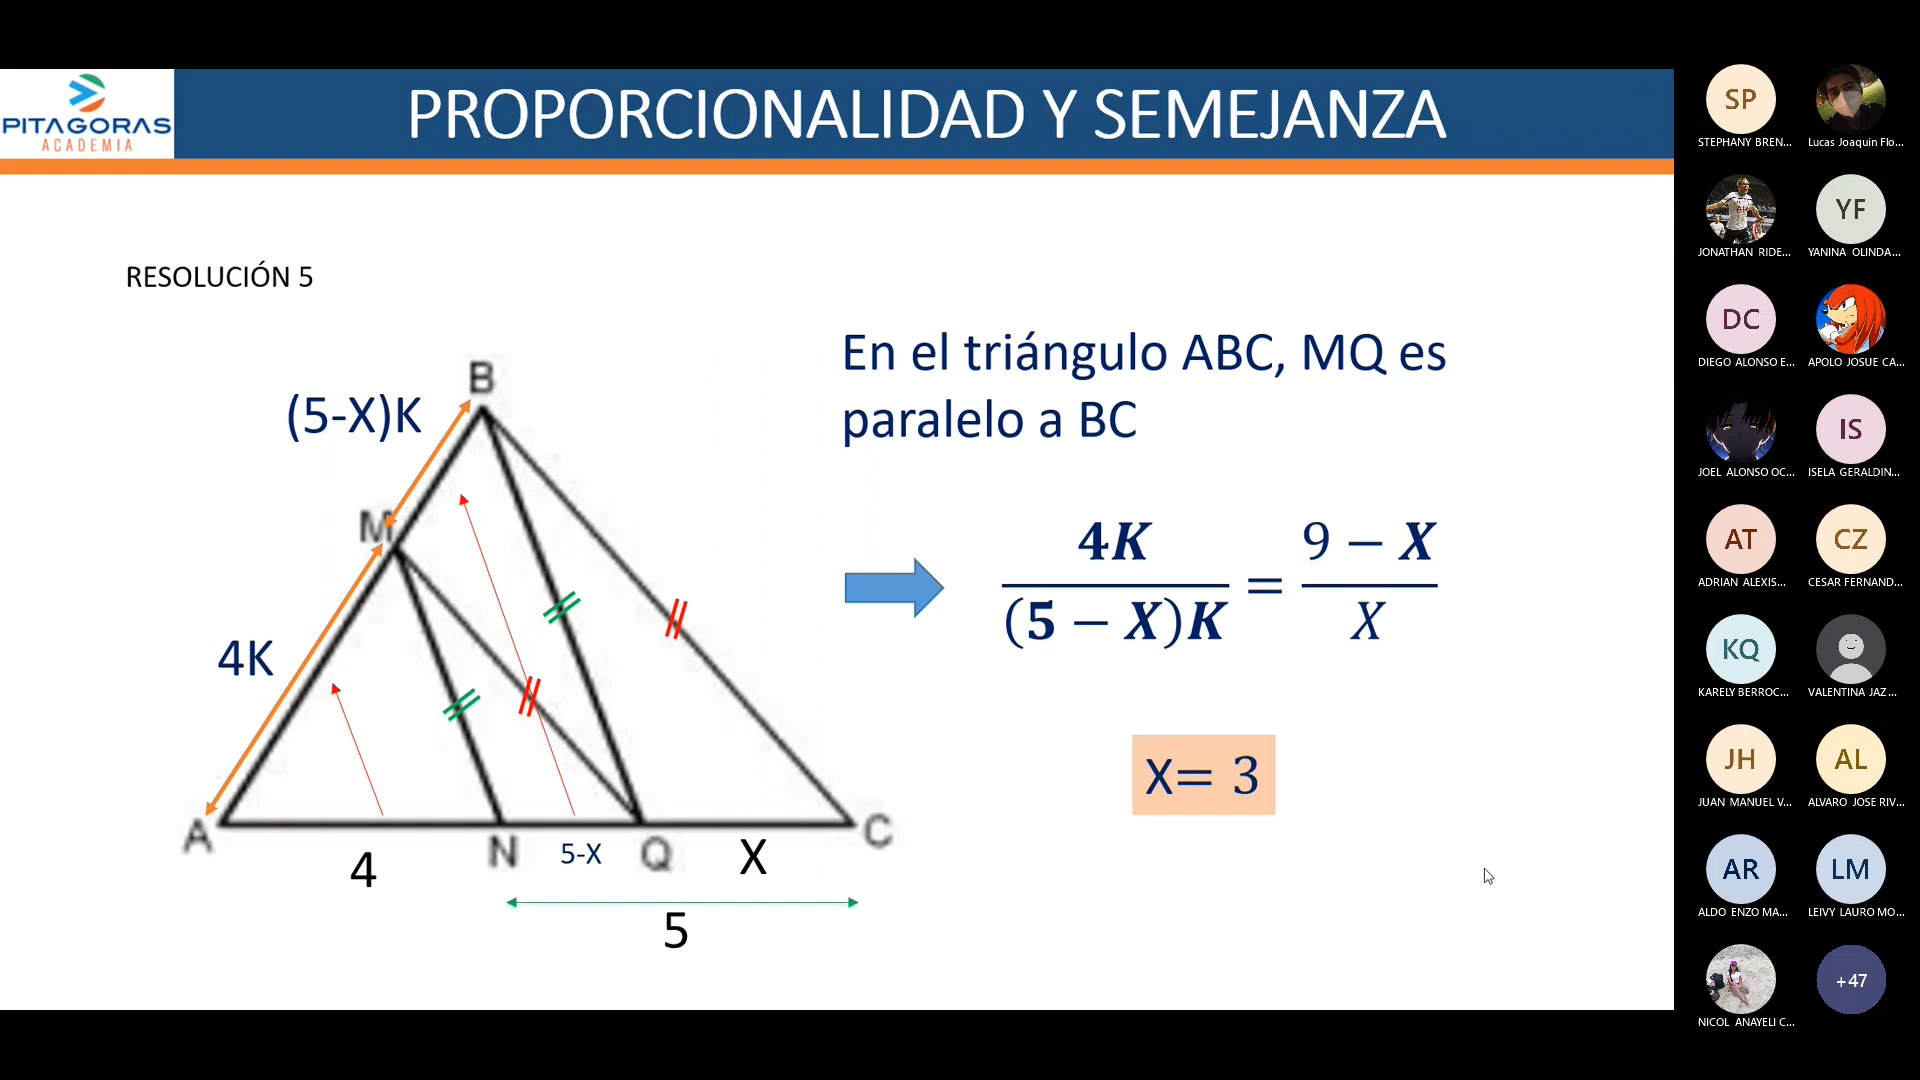 PITAGORAS
ACADEMIA
PROPORCIONALIDAD Y SEMEJANZA
RESOLUCIÓN 5
B
(5-X)K
M
4K
A
N
5-X
Q
X
C
4
5
En el triángulo ABC, MQ es
paralelo a BC
4K
(5 − X)K
=
9 − X
X
X= 3
SP
STEPHANY BREN...
Lucas Joaquin Flo...
JONATHAN RIDE...
YF
YANINA OLINDA...
DC
DIEGO ALONSO E...
APOLO JOSUE CA...
JOEL ALONSO OC...
IS
ISELA GERALDIN...
AT
ADRIAN ALEXIS...
CZ
CESAR FERNAND...
KQ
KARELY BERROC...
VALENTINA JAZ...
JH
JUAN MANUEL V...
AL
ALVARO JOSE RIV...
AR
ALDO ENZO MA...
LM
LEIVY LAURO MO...
NICOL ANAYELI C...
+47